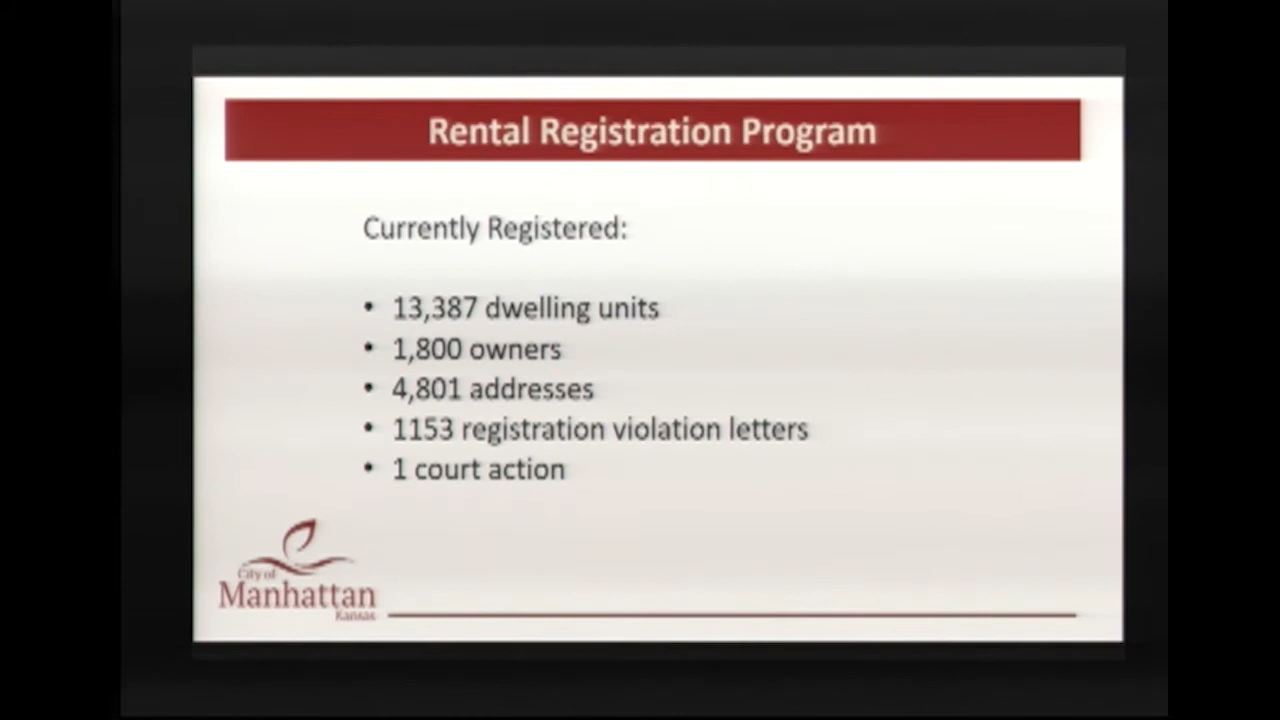 Rental Registration Program
Currently Registered:
• 13,387 dwelling units
• 1,800 owners
• 4,801 addresses
• 1153 registration violation letters
• 1 court action
City of
Manhattan
Kansas